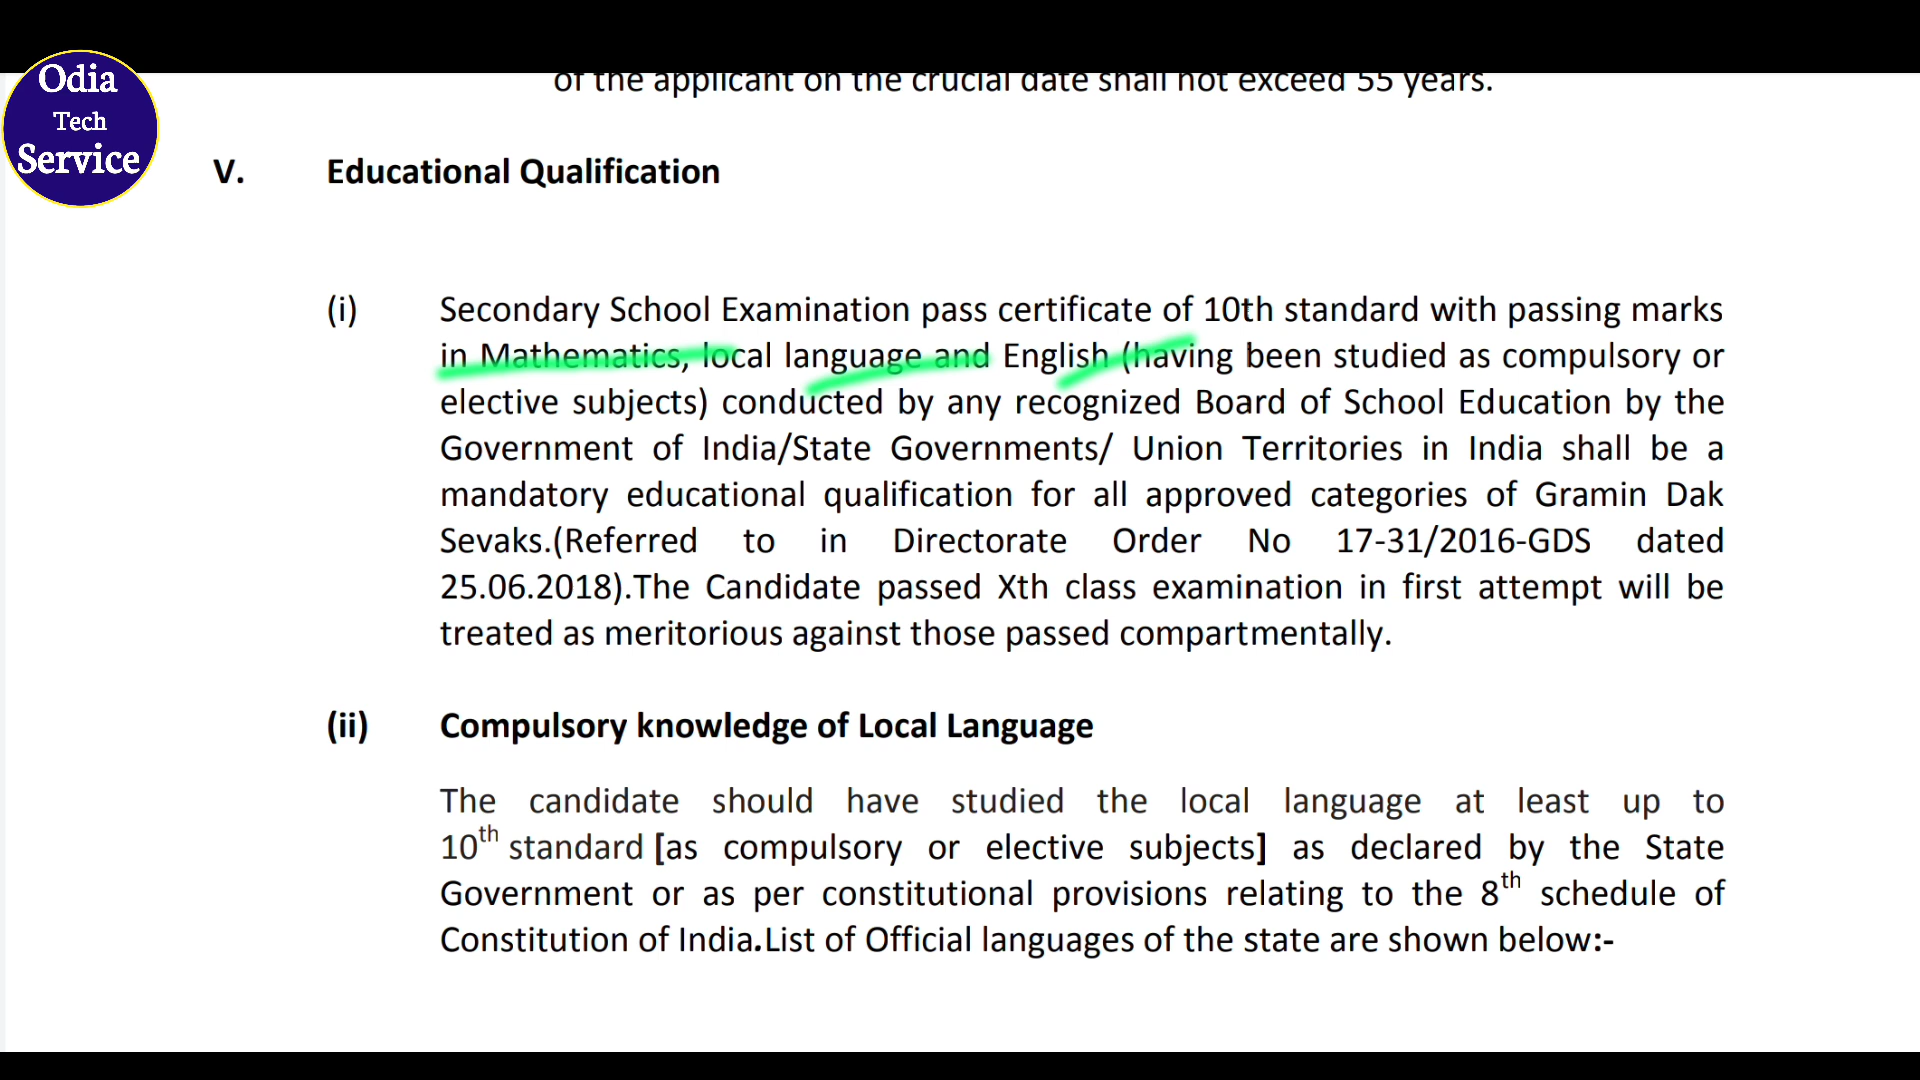 Odia
Tech
Service
of the applicant on the crucial date shall not exceed 55 years.
V. Educational Qualification
(i) Secondary School Examination pass certificate of 10th standard with passing marks
in Mathematics, local language and English (having been studied as compulsory or
elective subjects) conducted by any recognized Board of School Education by the
Government of India/State Governments/ Union Territories in India shall be a
mandatory educational qualification for all approved categories of Gramin Dak
Sevaks.(Referred to in Directorate Order No 17-31/2016-GDS dated
25.06.2018).The Candidate passed Xth class examination in first attempt will be
treated as meritorious against those passed compartmentally.
(ii) Compulsory knowledge of Local Language
The candidate should have studied the local language at least up to
10th standard [as compulsory or elective subjects] as declared by the State
Government or as per constitutional provisions relating to the 8th schedule of
Constitution of India.List of Official languages of the state are shown below:-